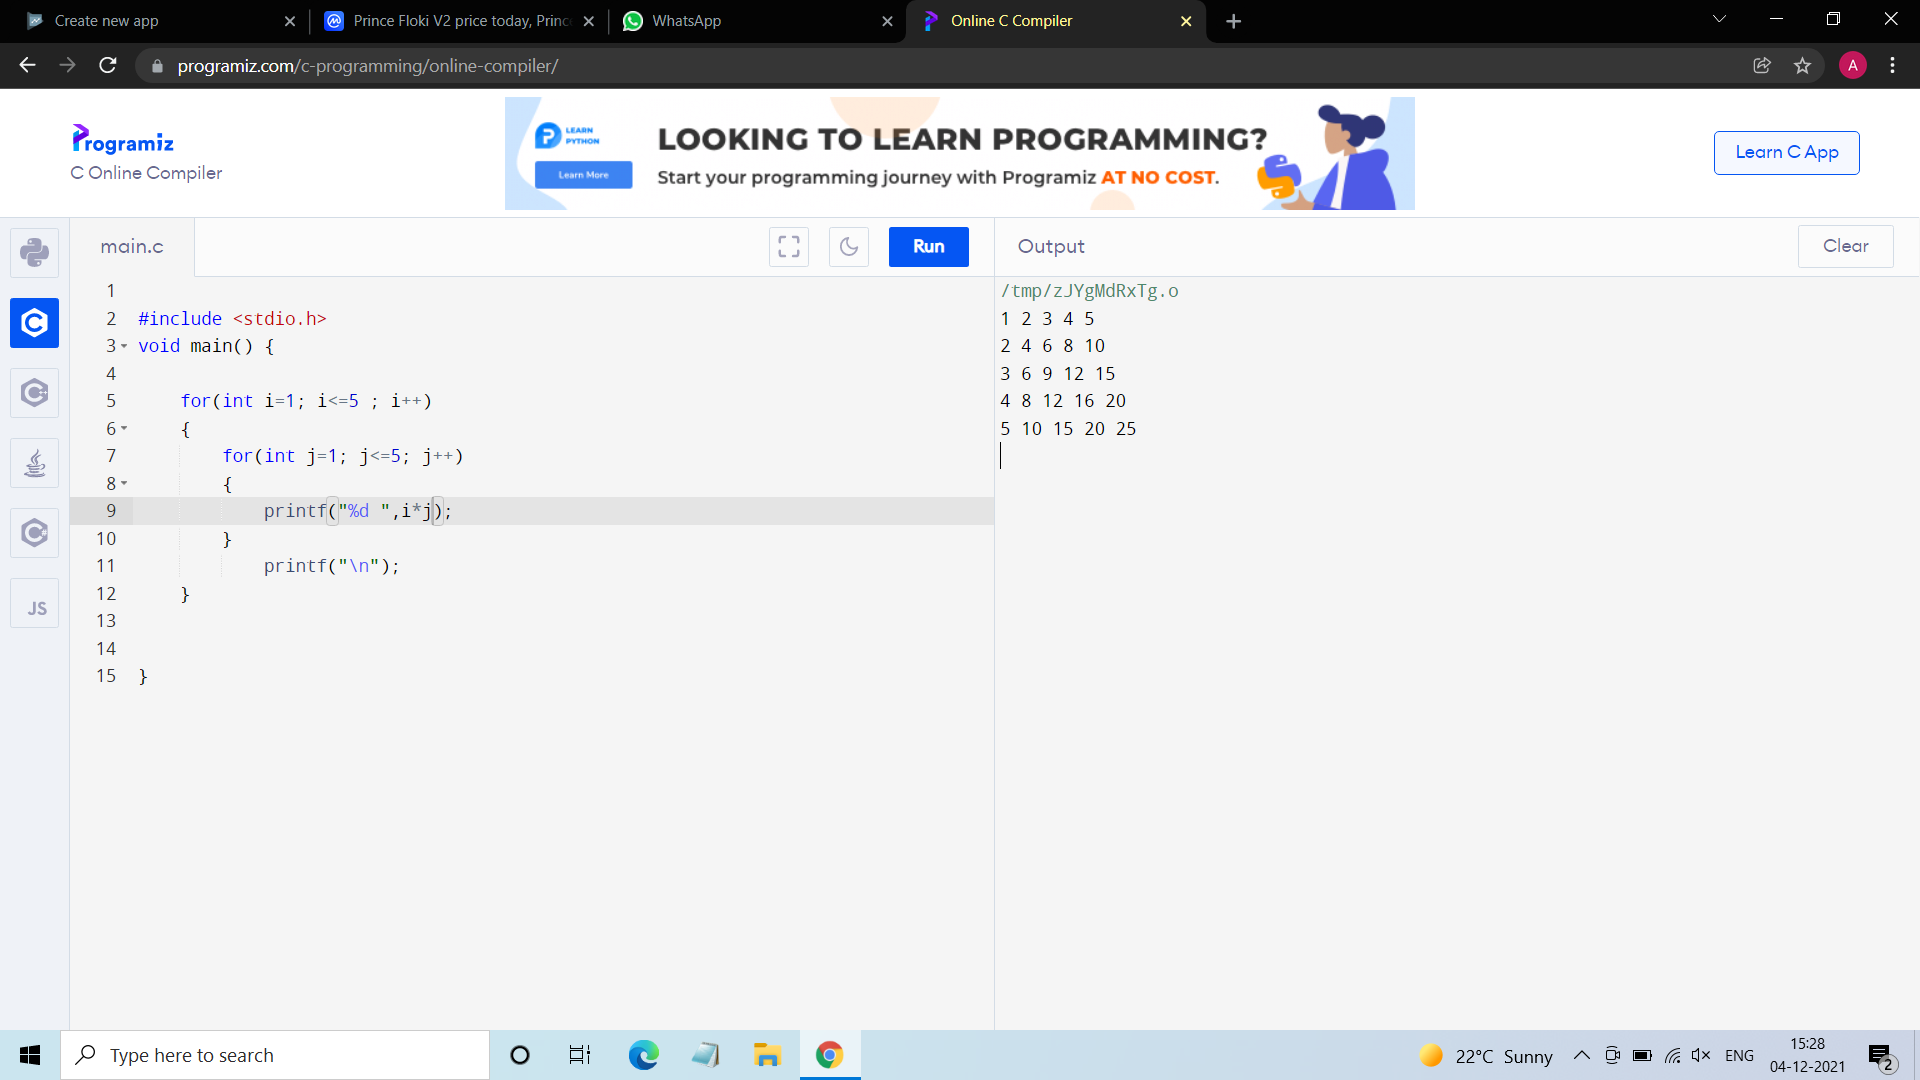 Create new app
Prince Floki V2 price today, Princ
WhatsApp
Online C Compiler
programiz.com/c-programming/online-compiler/
A
Programiz
C Online Compiler
LEARN
PYTHON
Learn More
LOOKING TO LEARN PROGRAMMING?
Start your programming journey with Programiz AT NO COST.
Learn C App
main.c
Run
Output
Clear
1
2 #include <stdio.h>
3 void main() {
4
5     for(int i=1; i<=5 ; i++)
6     {
7         for(int j=1; j<=5; j++)
8         {
9             printf("%d ",i*j);
10         }
11             printf("\n");
12     }
13
14
15 }
/tmp/zJYgMdRxTg.o
1 2 3 4 5
2 4 6 8 10
3 6 9 12 15
4 8 12 16 20
5 10 15 20 25
JS
Type here to search
22°C Sunny
ENG
15:28
04-12-2021
2